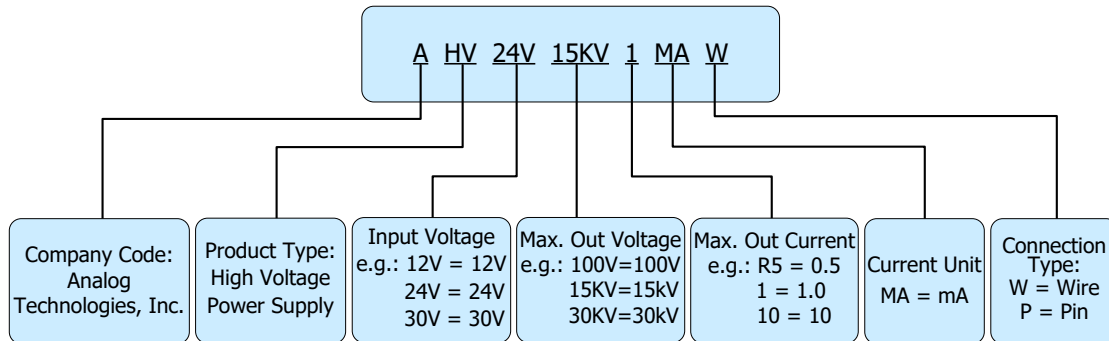 A HV 24V 15KV 1 MA W
Company Code:
Analog
Technologies, Inc.
Product Type:
High Voltage
Power Supply
Input Voltage
e.g.: 12V = 12V
24V = 24V
30V = 30V
Max. Out Voltage
e.g.: 100V=100V
15KV=15kV
30KV=30kV
Max. Out Current
e.g.: R5 = 0.5
1 = 1.0
10 = 10
Current Unit
MA = mA
Connection
Type:
W = Wire
P = Pin